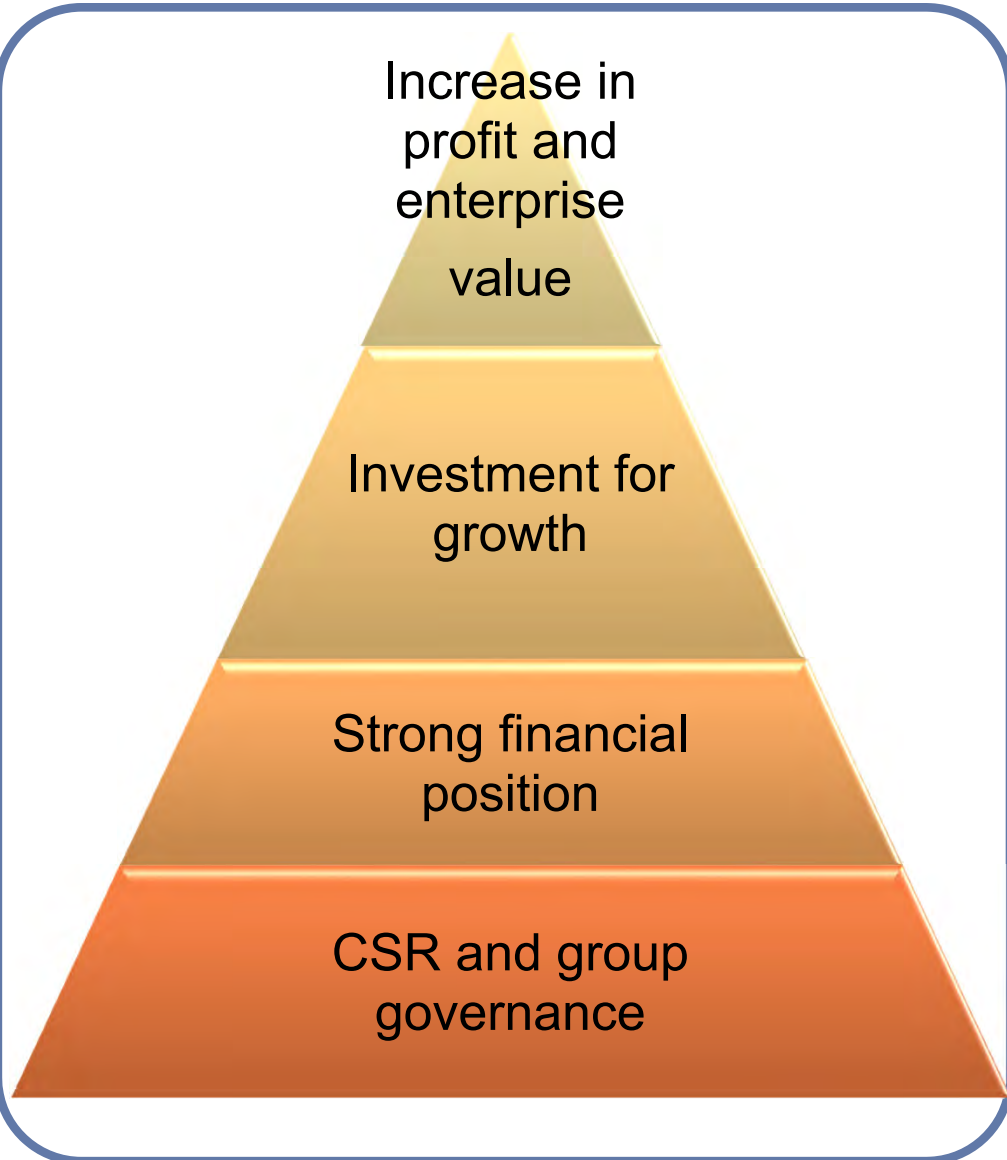 Increase in
profit and
enterprise
value
Investment for
growth
Strong financial
position
CSR and group
governance